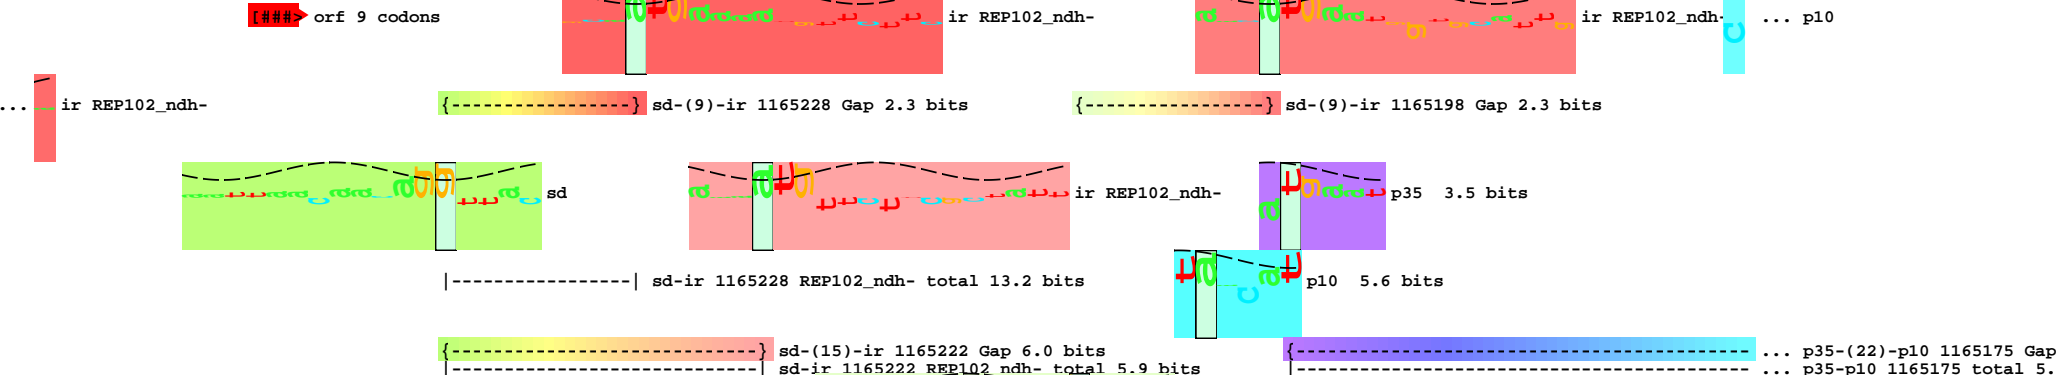 [###> orf 9 codons
ir REP102_ndh-
ir REP102_ndh-
... p10
... ir REP102_ndh-
{-----------------} sd-(9)-ir 1165228 Gap 2.3 bits
{-----------------} sd-(9)-ir 1165198 Gap 2.3 bits
sd
ir REP102_ndh-
p35  3.5 bits
|-----------------| sd-ir 1165228 REP102_ndh- total 13.2 bits
p10  5.6 bits
{-----------------------------} sd-(15)-ir 1165222 Gap 6.0 bits
{------------------------------------------- ... p35-(22)-p10 1165175 Gap
|-----------------------------| sd-ir 1165222 REP102_ndh- total 5.9 bits
|------------------------------------------- ... p35-p10 1165175 total 5.